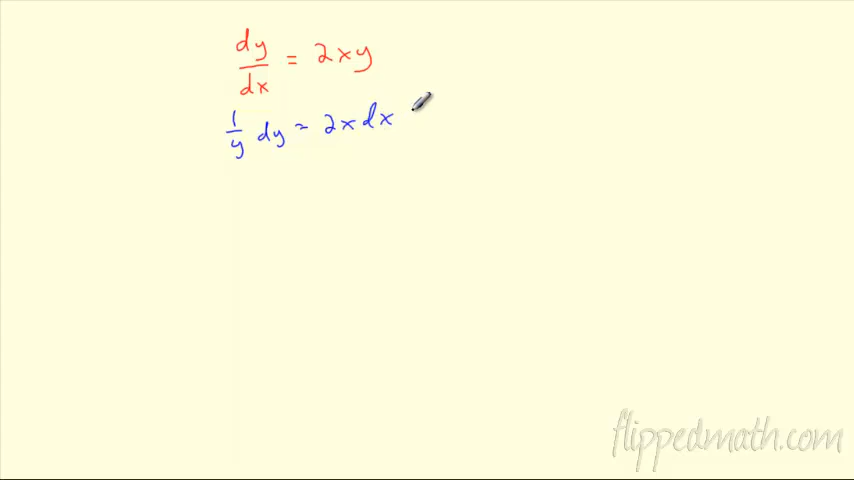 dy/dx = 2xy
1/y dy = 2x dx
flippedmath.com